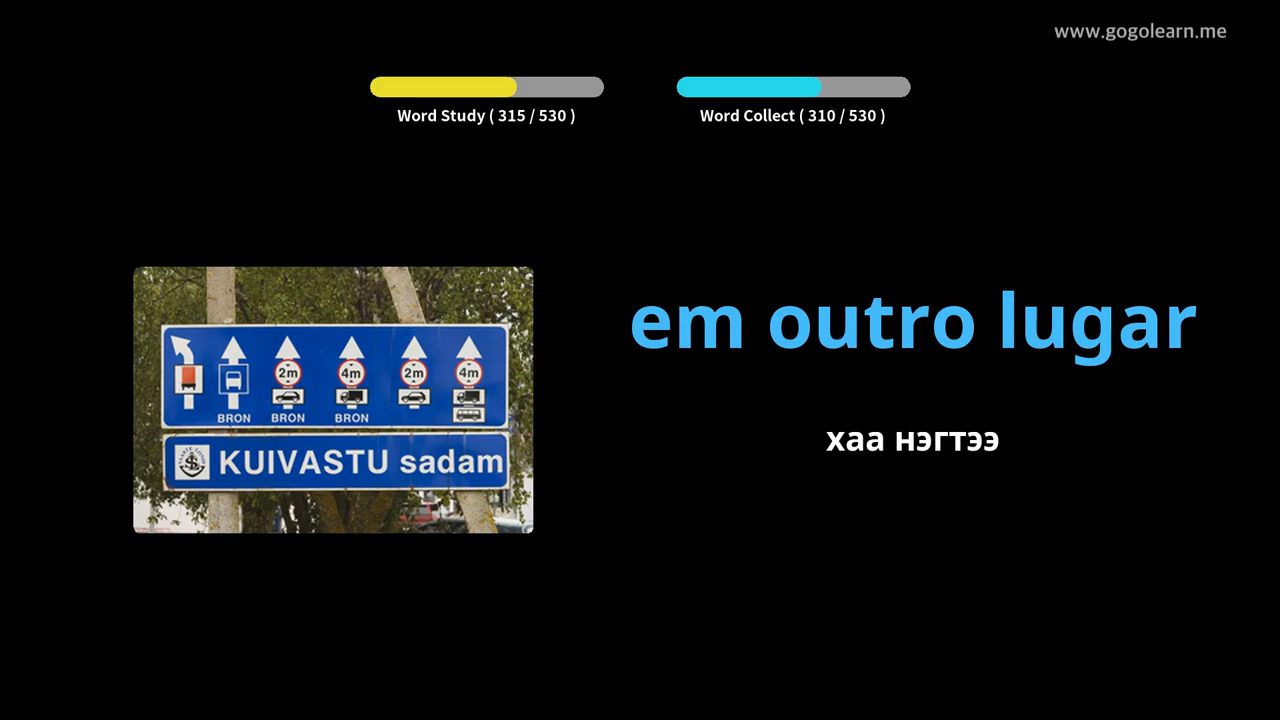 www.gogolearn.me
Word Study ( 315 / 530 )
Word Collect ( 310 / 530 )
2m 4m 2m 4m
BRON BRON BRON
KUIVASTU sadam
em outro lugar
хаа нэгтээ